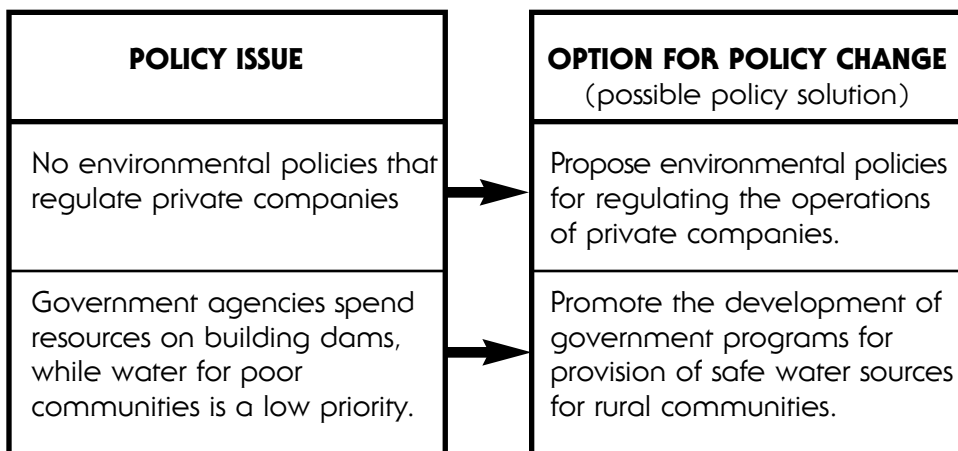 POLICY ISSUE
OPTION FOR POLICY CHANGE
(possible policy solution)
No environmental policies that
regulate private companies
Propose environmental policies
for regulating the operations
of private companies.
Government agencies spend
resources on building dams,
while water for poor
communities is a low priority.
Promote the development of
government programs for
provision of safe water sources
for rural communities.